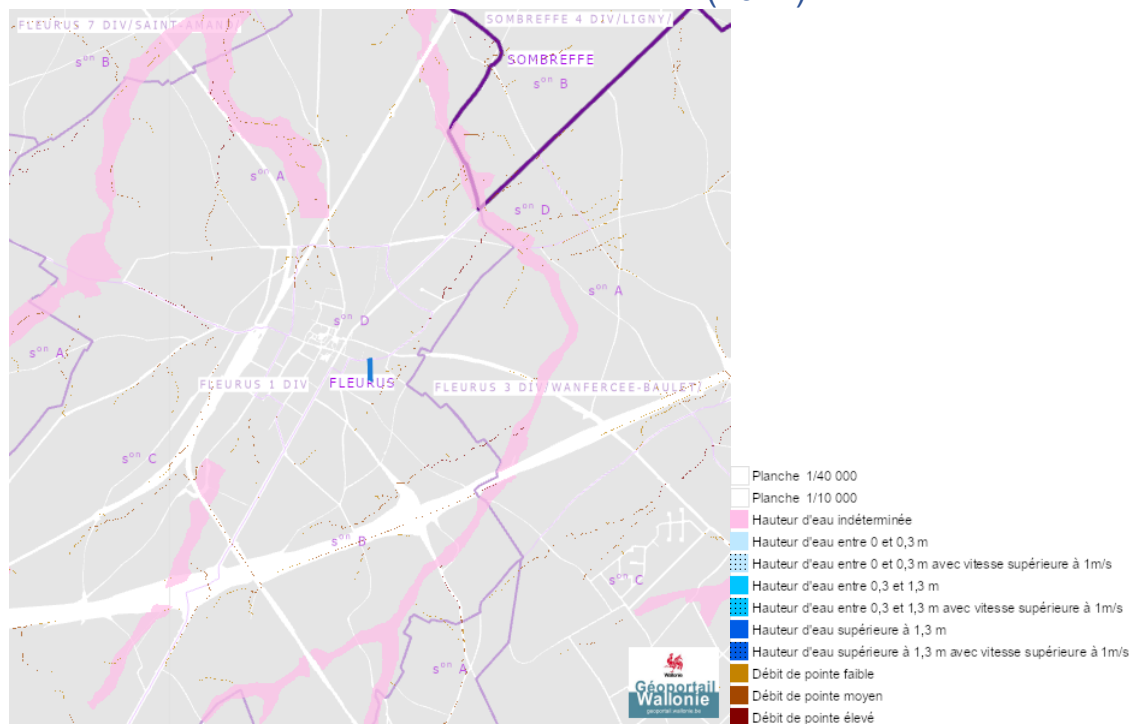 FLEURUS 7 DIV/SAINT-AMAND/
SOMBREFFE 4 DIV/LIGNY/
SOMBREFFE
sᵒⁿ B
sᵒⁿ B
sᵒⁿ A
sᵒⁿ D
sᵒⁿ A
sᵒⁿ D
sᵒⁿ A
FLEURUS 1 DIV
FLEURUS
FLEURUS 3 DIV/WANFERCEE-BAULET/
sᵒⁿ C
sᵒⁿ B
sᵒⁿ C
sᵒⁿ A
Wallonie
Géoportail
Wallonie
geoportail.wallonie.be
Planche 1/40 000
Planche 1/10 000
Hauteur d'eau indéterminée
Hauteur d'eau entre 0 et 0,3 m
Hauteur d'eau entre 0 et 0,3 m avec vitesse supérieure à 1m/s
Hauteur d'eau entre 0,3 et 1,3 m
Hauteur d'eau entre 0,3 et 1,3 m avec vitesse supérieure à 1m/s
Hauteur d'eau supérieure à 1,3 m
Hauteur d'eau supérieure à 1,3 m avec vitesse supérieure à 1m/s
Débit de pointe faible
Débit de pointe moyen
Débit de pointe élevé